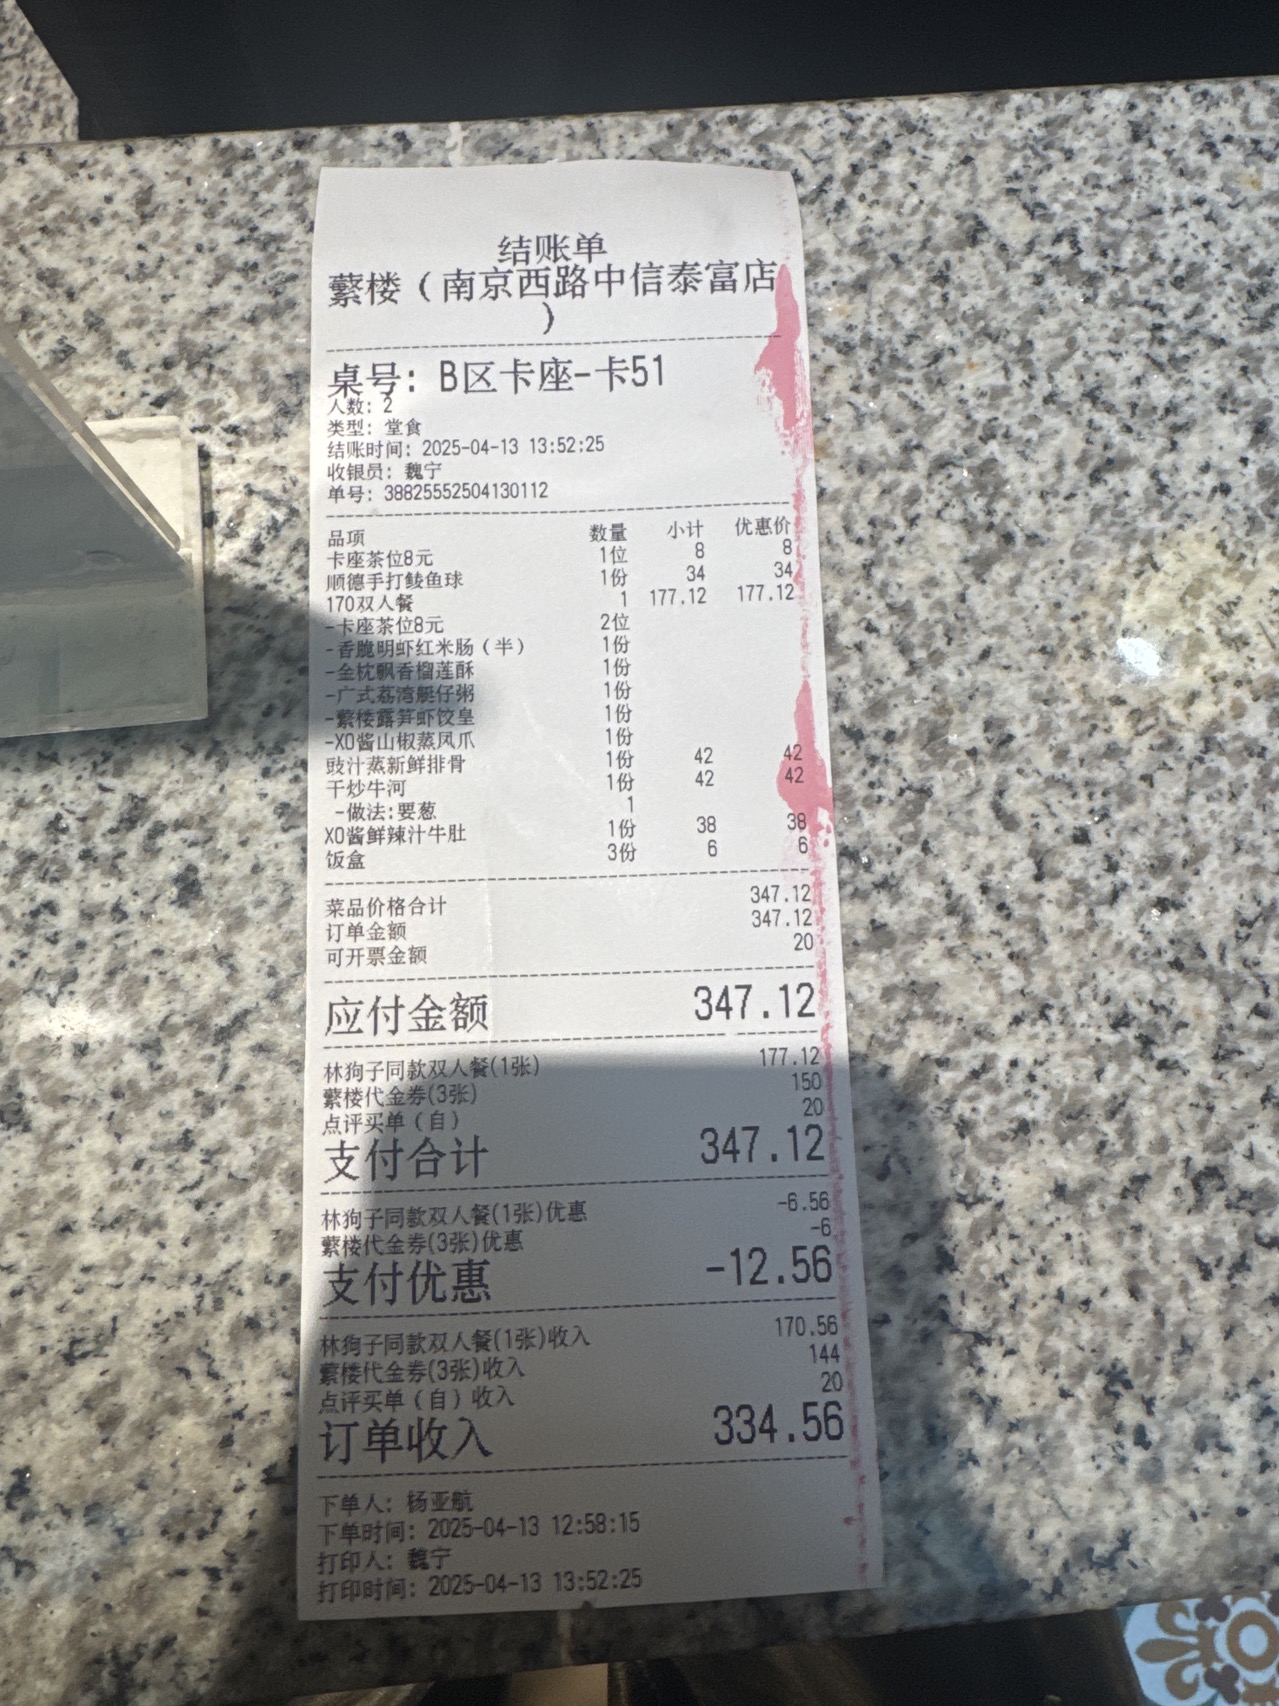 结账单
蘩楼（南京西路中信泰富店
）
桌号: B区卡座-卡51
人数: 2
类型: 堂食
结账时间: 2025-04-13 13:52:25
收银员: 魏宁
单号: 38825552504130112
品项 数量 小计 优惠价
卡座茶位8元 1位 8 8
顺德手打鲮鱼球 1份 34 34
170双人餐 1 177.12 177.12
-卡座茶位8元 2位
-香脆明虾红米肠（半） 1份
-金枕飘香榴莲酥 1份
-广式荔湾艇仔粥 1份
-蘩楼露笋虾饺皇 1份
-XO酱山椒蒸凤爪 1份
豉汁蒸新鲜排骨 1份 42 42
干炒牛河 1份 42 42
-做法:要葱 1
XO酱鲜辣汁牛肚 1份 38 38
饭盒 3份 6 6
菜品价格合计 347.12
订单金额 347.12
可开票金额 20
应付金额 347.12
林狗子同款双人餐(1张) 177.12
蘩楼代金券(3张) 150
点评买单（自） 20
支付合计 347.12
林狗子同款双人餐(1张)优惠 -6.56
蘩楼代金券(3张)优惠 -6
支付优惠 -12.56
林狗子同款双人餐(1张)收入 170.56
蘩楼代金券(3张)收入 144
点评买单（自）收入 20
订单收入 334.56
下单人: 杨亚航
下单时间: 2025-04-13 12:58:15
打印人: 魏宁
打印时间: 2025-04-13 13:52:25